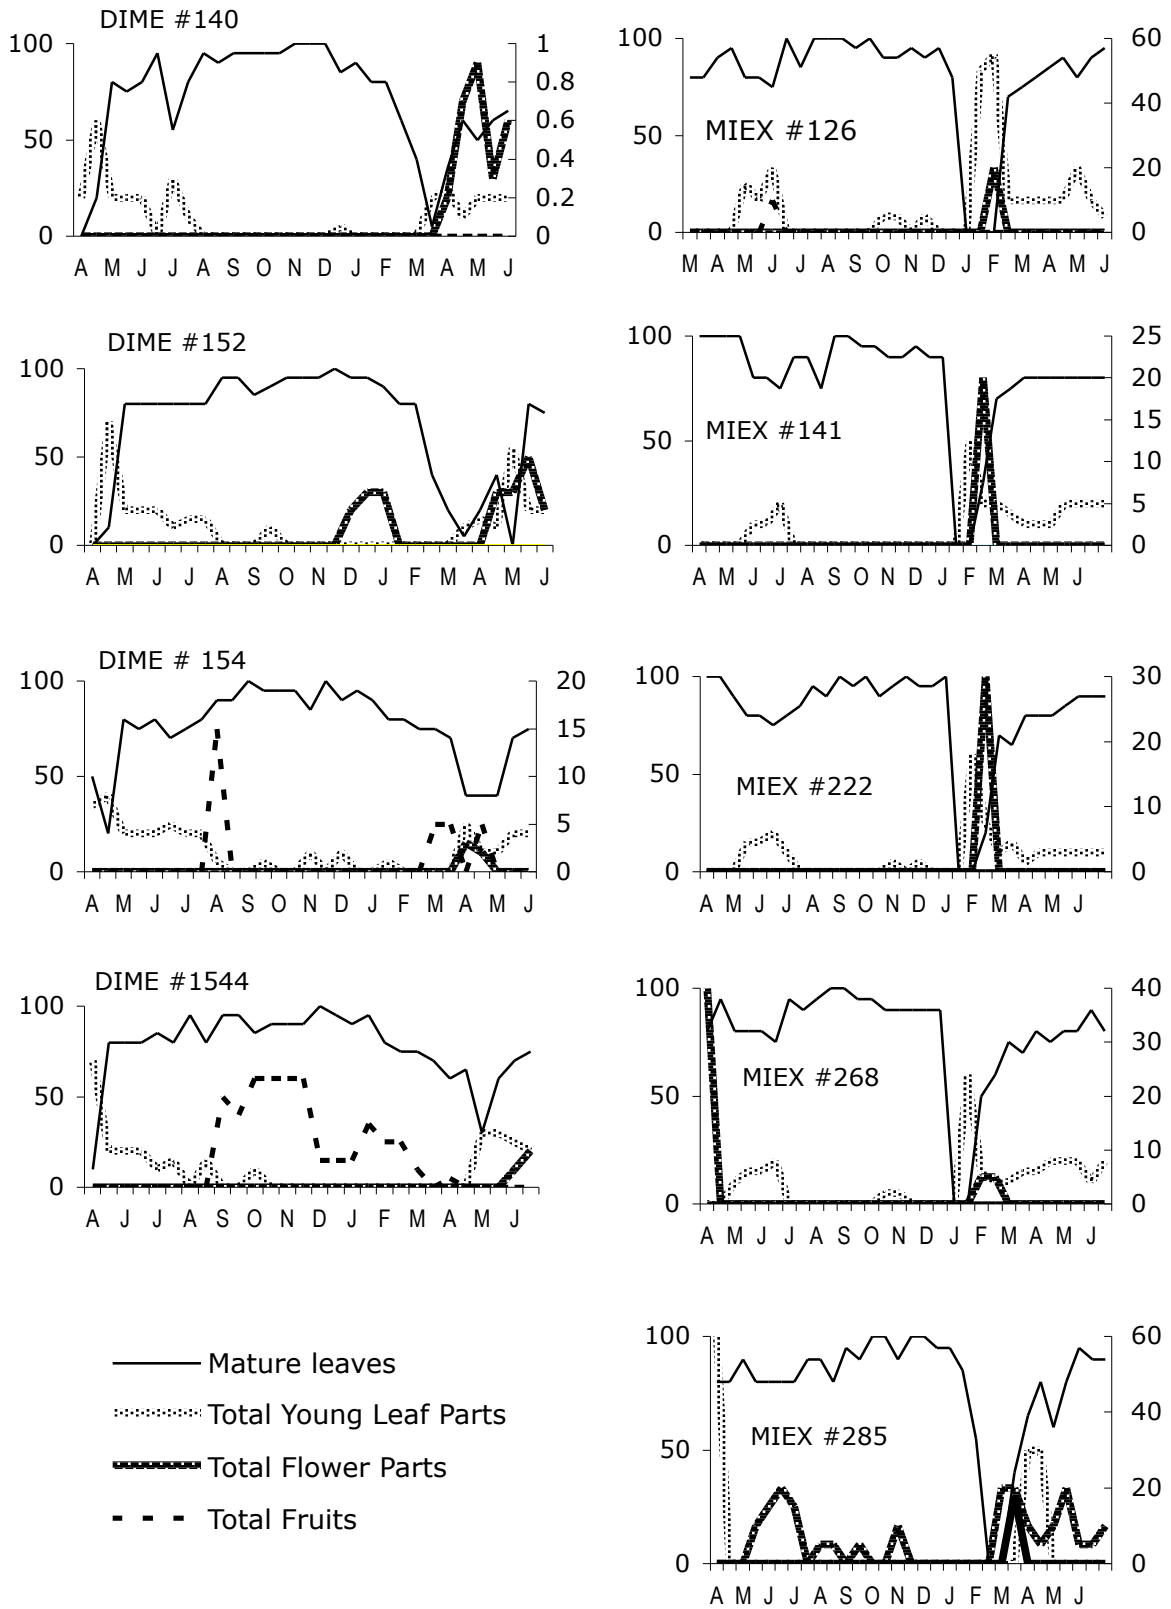 DIME #140
100
50
0
1
0.8
0.6
0.4
0.2
0
A M J J A S O N D J F M A M J
MIEX #126
100
50
0
60
40
20
0
M A M J J A S O N D J F M A M J
DIME #152
100
50
0
A M J J A S O N D J F M A M J
MIEX #141
100
50
0
25
20
15
10
5
0
A M J J A S O N D J F M A M J
DIME # 154
100
50
0
20
15
10
5
0
A M J J A S O N D J F M A J
MIEX #222
100
50
0
30
20
10
0
A M J J A S O N D J F M A M J
DIME #1544
100
50
0
A J J A S O N D J F M A M J
MIEX #268
100
50
0
40
30
20
10
0
A M J J A S O N D J F M A M J
Mature leaves
Total Young Leaf Parts
Total Flower Parts
Total Fruits
MIEX #285
100
50
0
60
40
20
0
A M J J A S O N D J F M A M J